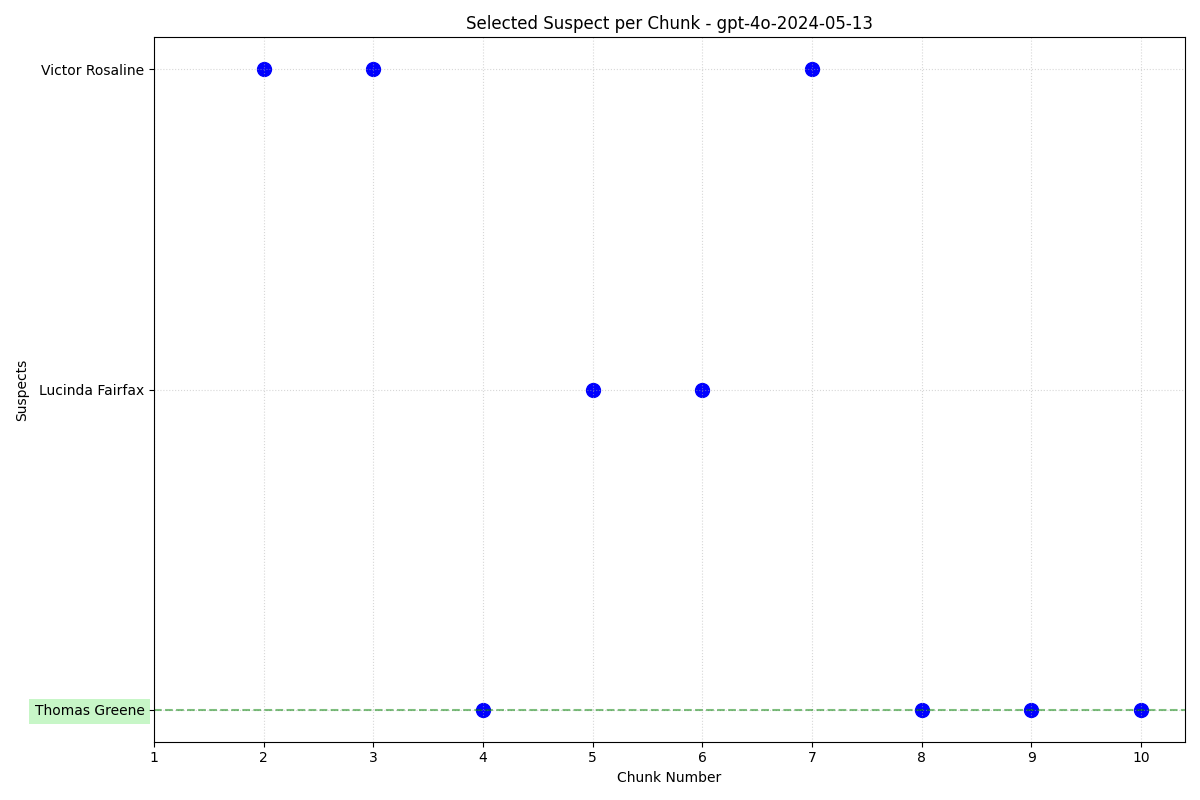 Selected Suspect per Chunk - gpt-4o-2024-05-13
Victor Rosaline
Lucinda Fairfax
Thomas Greene
Suspects
1 2 3 4 5 6 7 8 9 10
Chunk Number